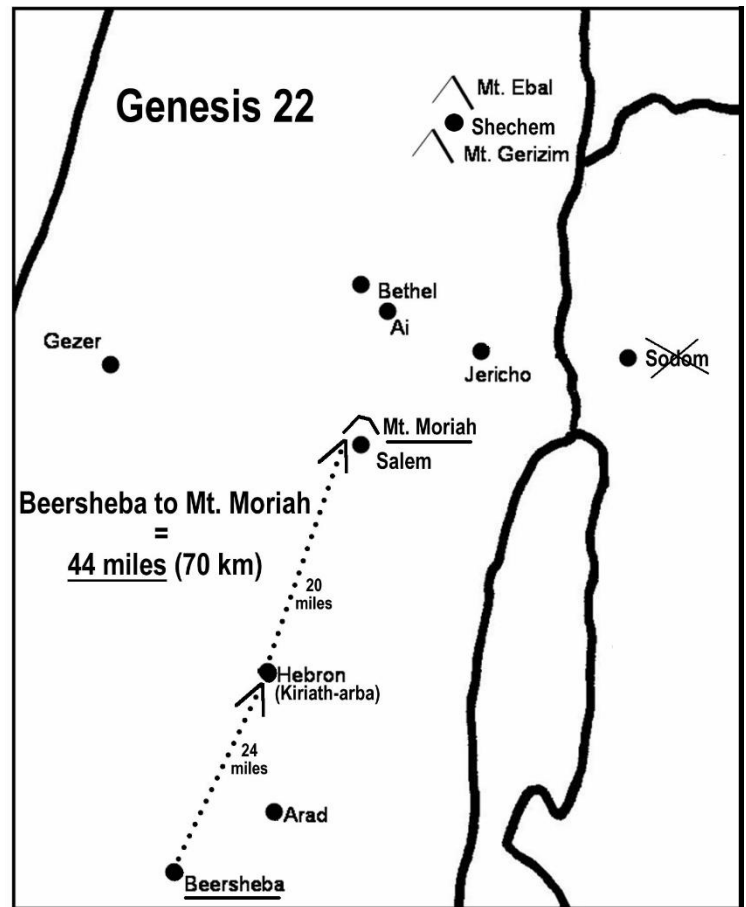 Genesis 22
Mt. Ebal
Shechem
Mt. Gerizim
Bethel
Ai
Gezer
Jericho
Sodom
Mt. Moriah
Salem
Beersheba to Mt. Moriah
=
44 miles (70 km)
20
miles
Hebron
(Kiriath-arba)
24
miles
Arad
Beersheba